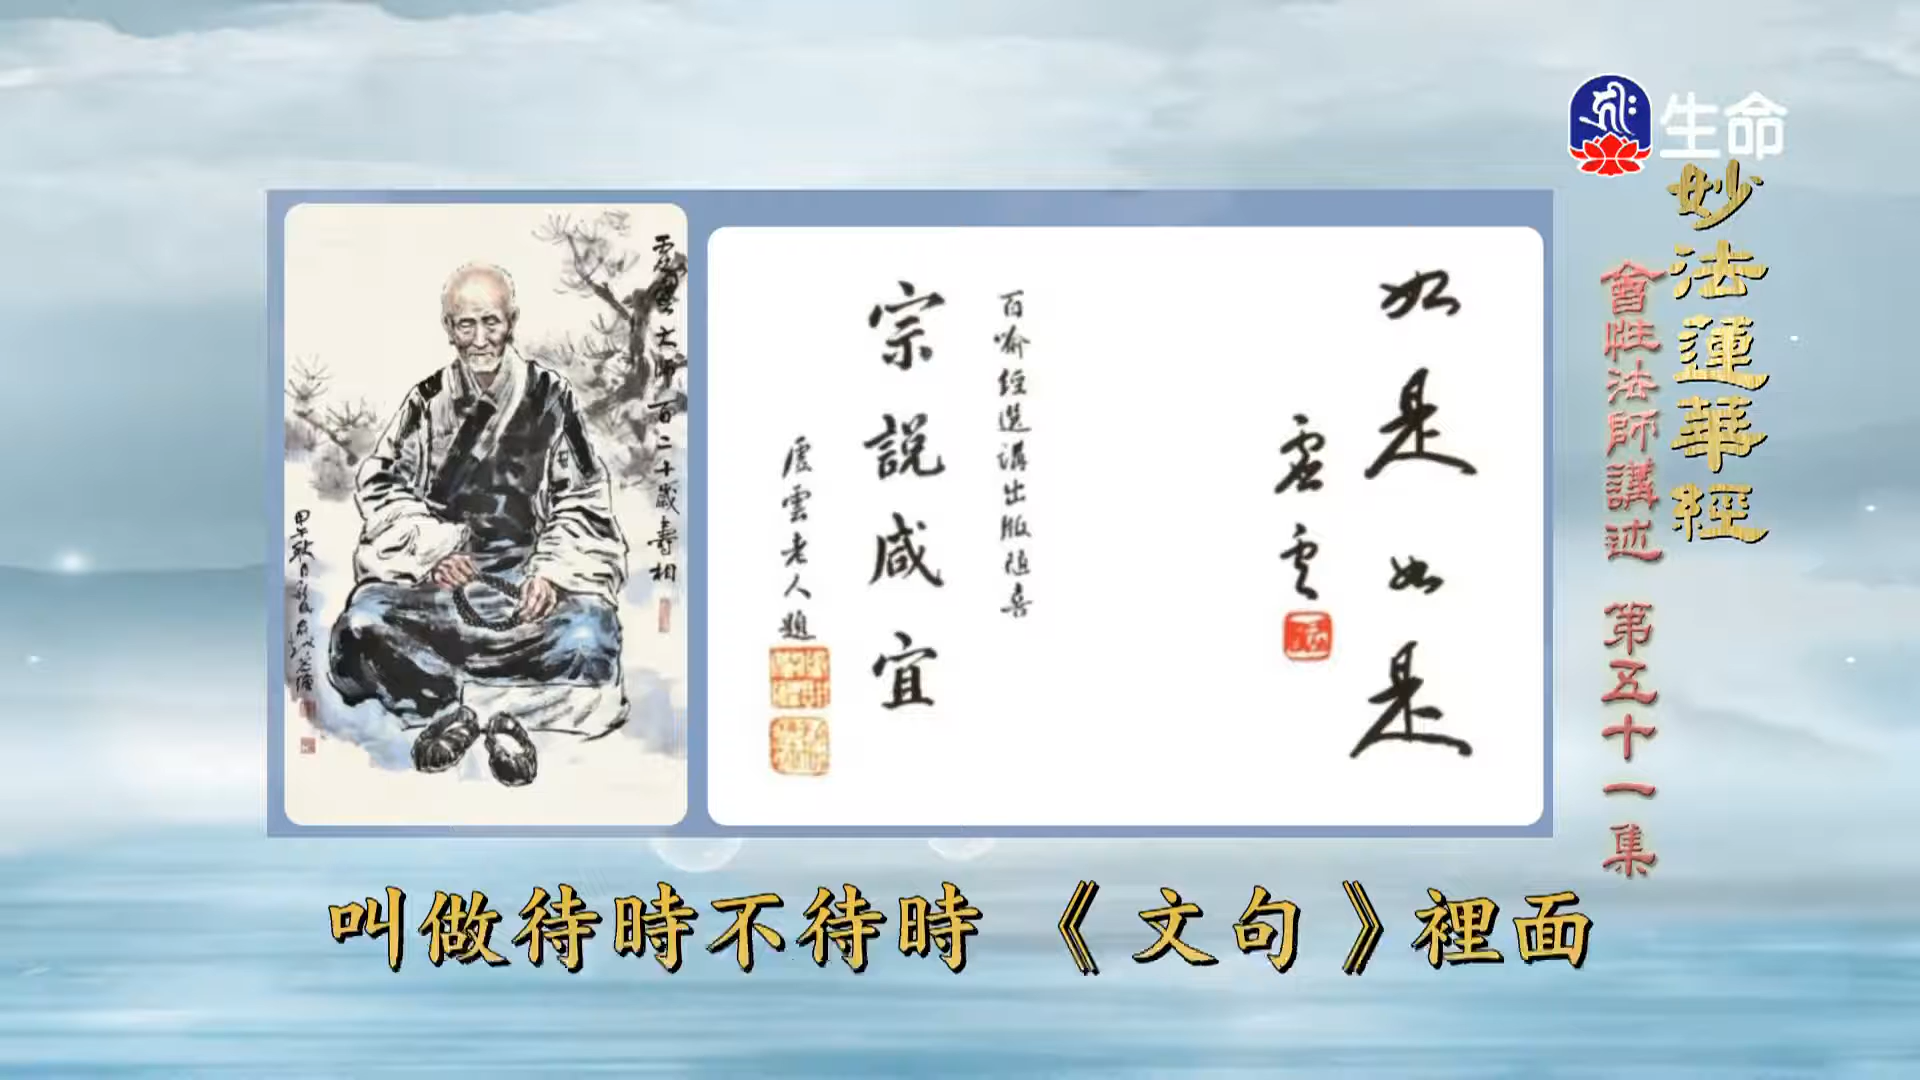 生命
妙法蓮華經
會性法師講述 第五十一集
如是如是
虛雲
百喻經選講出版隨喜
宗說咸宜
虛雲老人題
虛雲大師百二十歲壽相
叫做待時不待時 《文句》裡面